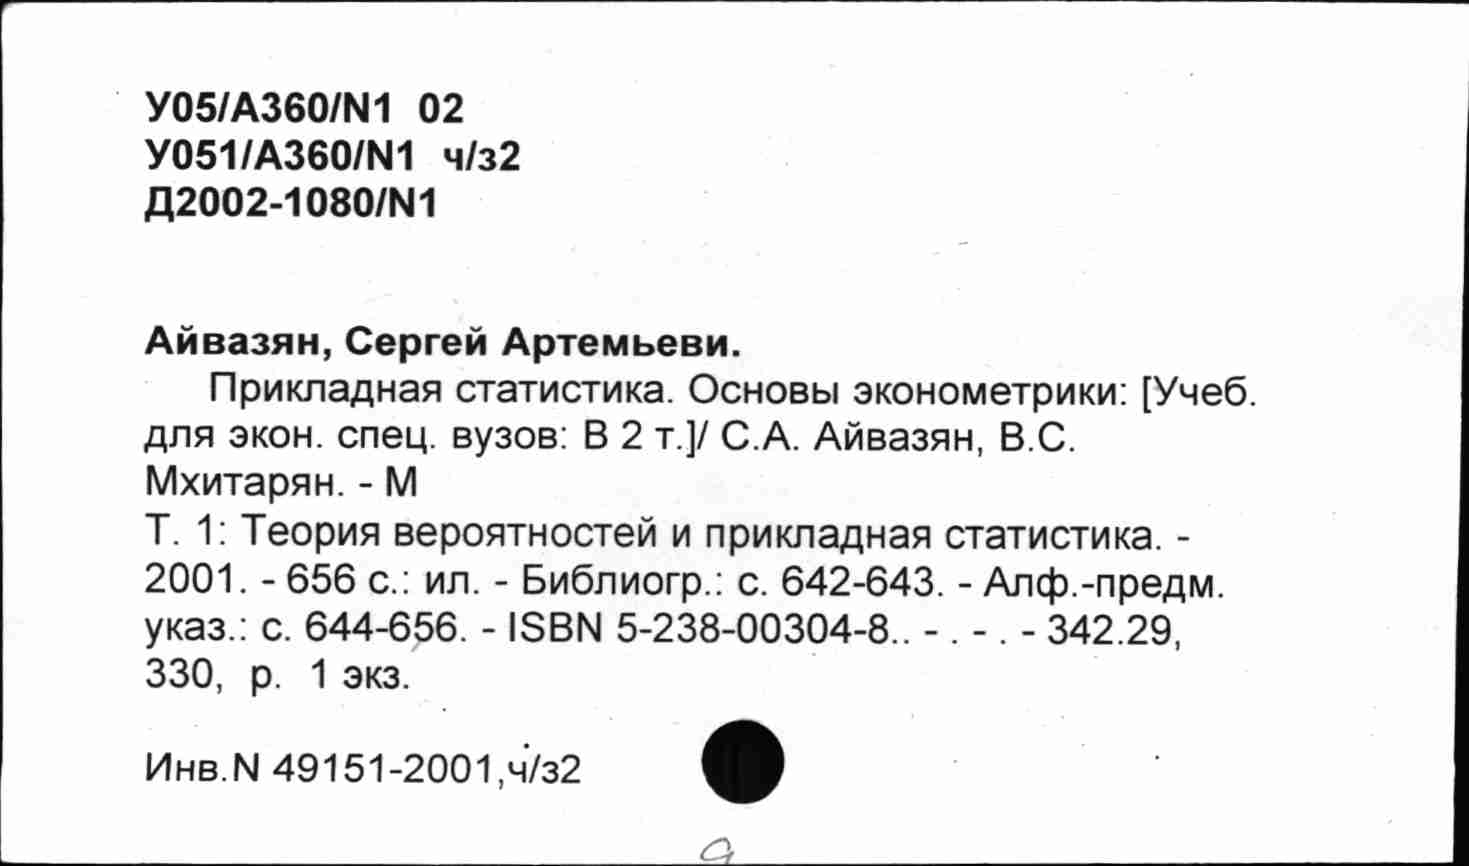 У05/А360/N1 02
У051/А360/N1 ч/з2
Д2002-1080/N1
Айвазян, Сергей Артемьеви.
Прикладная статистика. Основы эконометрики: [Учеб.
для экон. спец. вузов: В 2 т.]/ С.А. Айвазян, В.С.
Мхитарян. - М
Т. 1: Теория вероятностей и прикладная статистика. -
2001. - 656 с.: ил. - Библиогр.: с. 642-643. - Алф.-предм.
указ.: с. 644-656. - ISBN 5-238-00304-8.. - . - . - 342.29,
330, р. 1 экз.
Инв.N 49151-2001,ч/з2